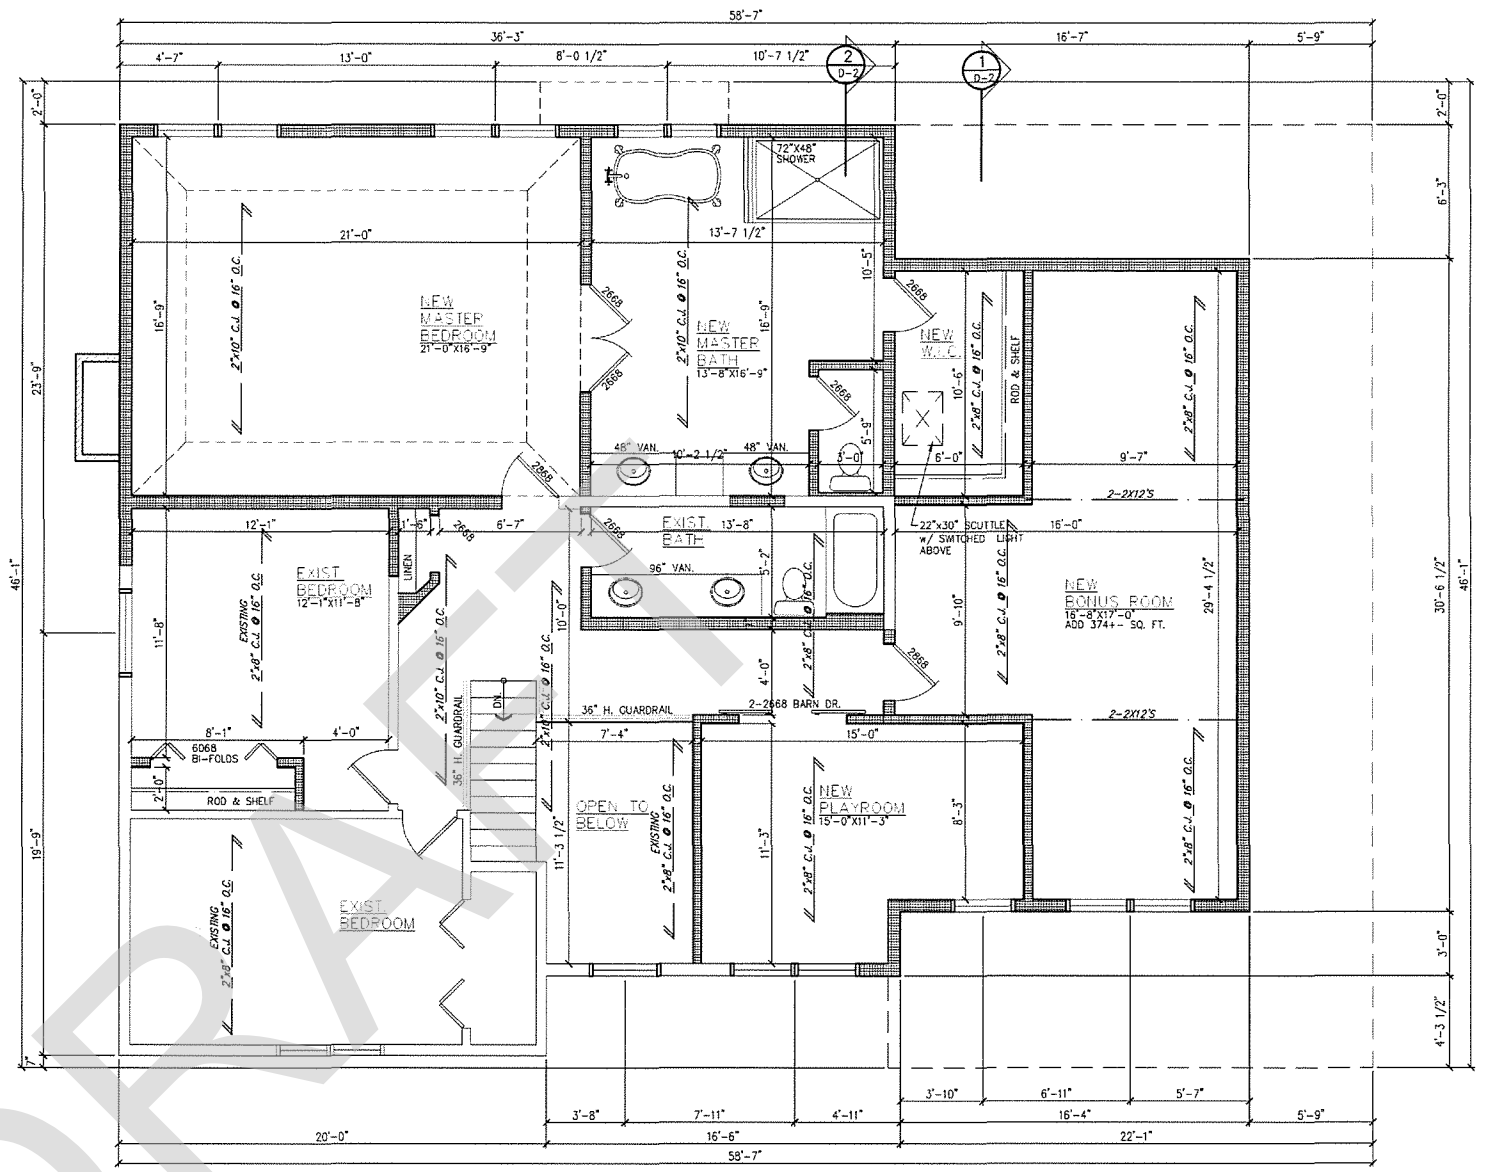 58'-7"
36'-3"
16'-7"
5'-9"
4'-7"
13'-0"
8'-0 1/2"
10'-7 1/2"
2
D-2
1
D-2
2'-0"
2'-0"
72"X48"
SHOWER
6'-3"
21'-0"
13'-7 1/2"
10'-5"
2"x10" C.J. @ 16" O.C.
2"x10" C.J. @ 16" O.C.
16'-9"
16'-9"
2668
2668
NEW
MASTER
BEDROOM
21'-0"X16'-9"
NEW
MASTER
BATH
13'-8"X16'-9"
NEW
W.I.C.
2"x8" C.J. @ 16" O.C.
ROD & SHELF
2"x8" C.J. @ 16" O.C.
23'-9"
2668
2668
10'-6"
5'-9"
48" VAN.
48" VAN.
10'-2 1/2"
3'-0"
6'-0"
9'-7"
2868
2-2X12'S
12'-1"
1'-6"
2668
6'-7"
2668
EXIST.
BATH
13'-8"
22"x30" SCUTTLE
w/ SWITCHED LIGHT
ABOVE
16'-0"
LINEN
EXIST.
BEDROOM
12'-1"X11'-8"
96" VAN.
5'-2"
46'-1"
NEW
BONUS ROOM
16'-8"X17'-0"
ADD 374+- SQ. FT.
29'-4 1/2"
30'-6 1/2"
46'-1"
EXISTING
2"x8" C.J. @ 16" O.C.
11'-8"
10'-0"
9'-10"
2"x8" C.J. @ 16" O.C.
2"x8" C.J. @ 16" O.C.
2"x10" C.J. @ 16" O.C.
2"x10" C.J. @ 16" O.C.
4'-0"
2868
DN.
36" H. GUARDRAIL
36" H. GUARDRAIL
2-2668 BARN DR.
2-2X12'S
8'-1"
4'-0"
7'-4"
15'-0"
6068
BI-FOLDS
2'-0"
ROD & SHELF
OPEN TO
BELOW
NEW
PLAYROOM
15'-0"X11'-3"
8'-3"
2"x8" C.J. @ 16" O.C.
2"x8" C.J. @ 16" O.C.
EXISTING
2"x8" C.J. @ 16" O.C.
11'-3 1/2"
11'-3"
19'-9"
EXIST.
BEDROOM
EXISTING
2"x8" C.J. @ 16" O.C.
3'-0"
4'-3 1/2"
7"
3'-10"
6'-11"
5'-7"
3'-8"
7'-11"
4'-11"
16'-4"
5'-9"
20'-0"
16'-6"
22'-1"
58'-7"
DRAFT